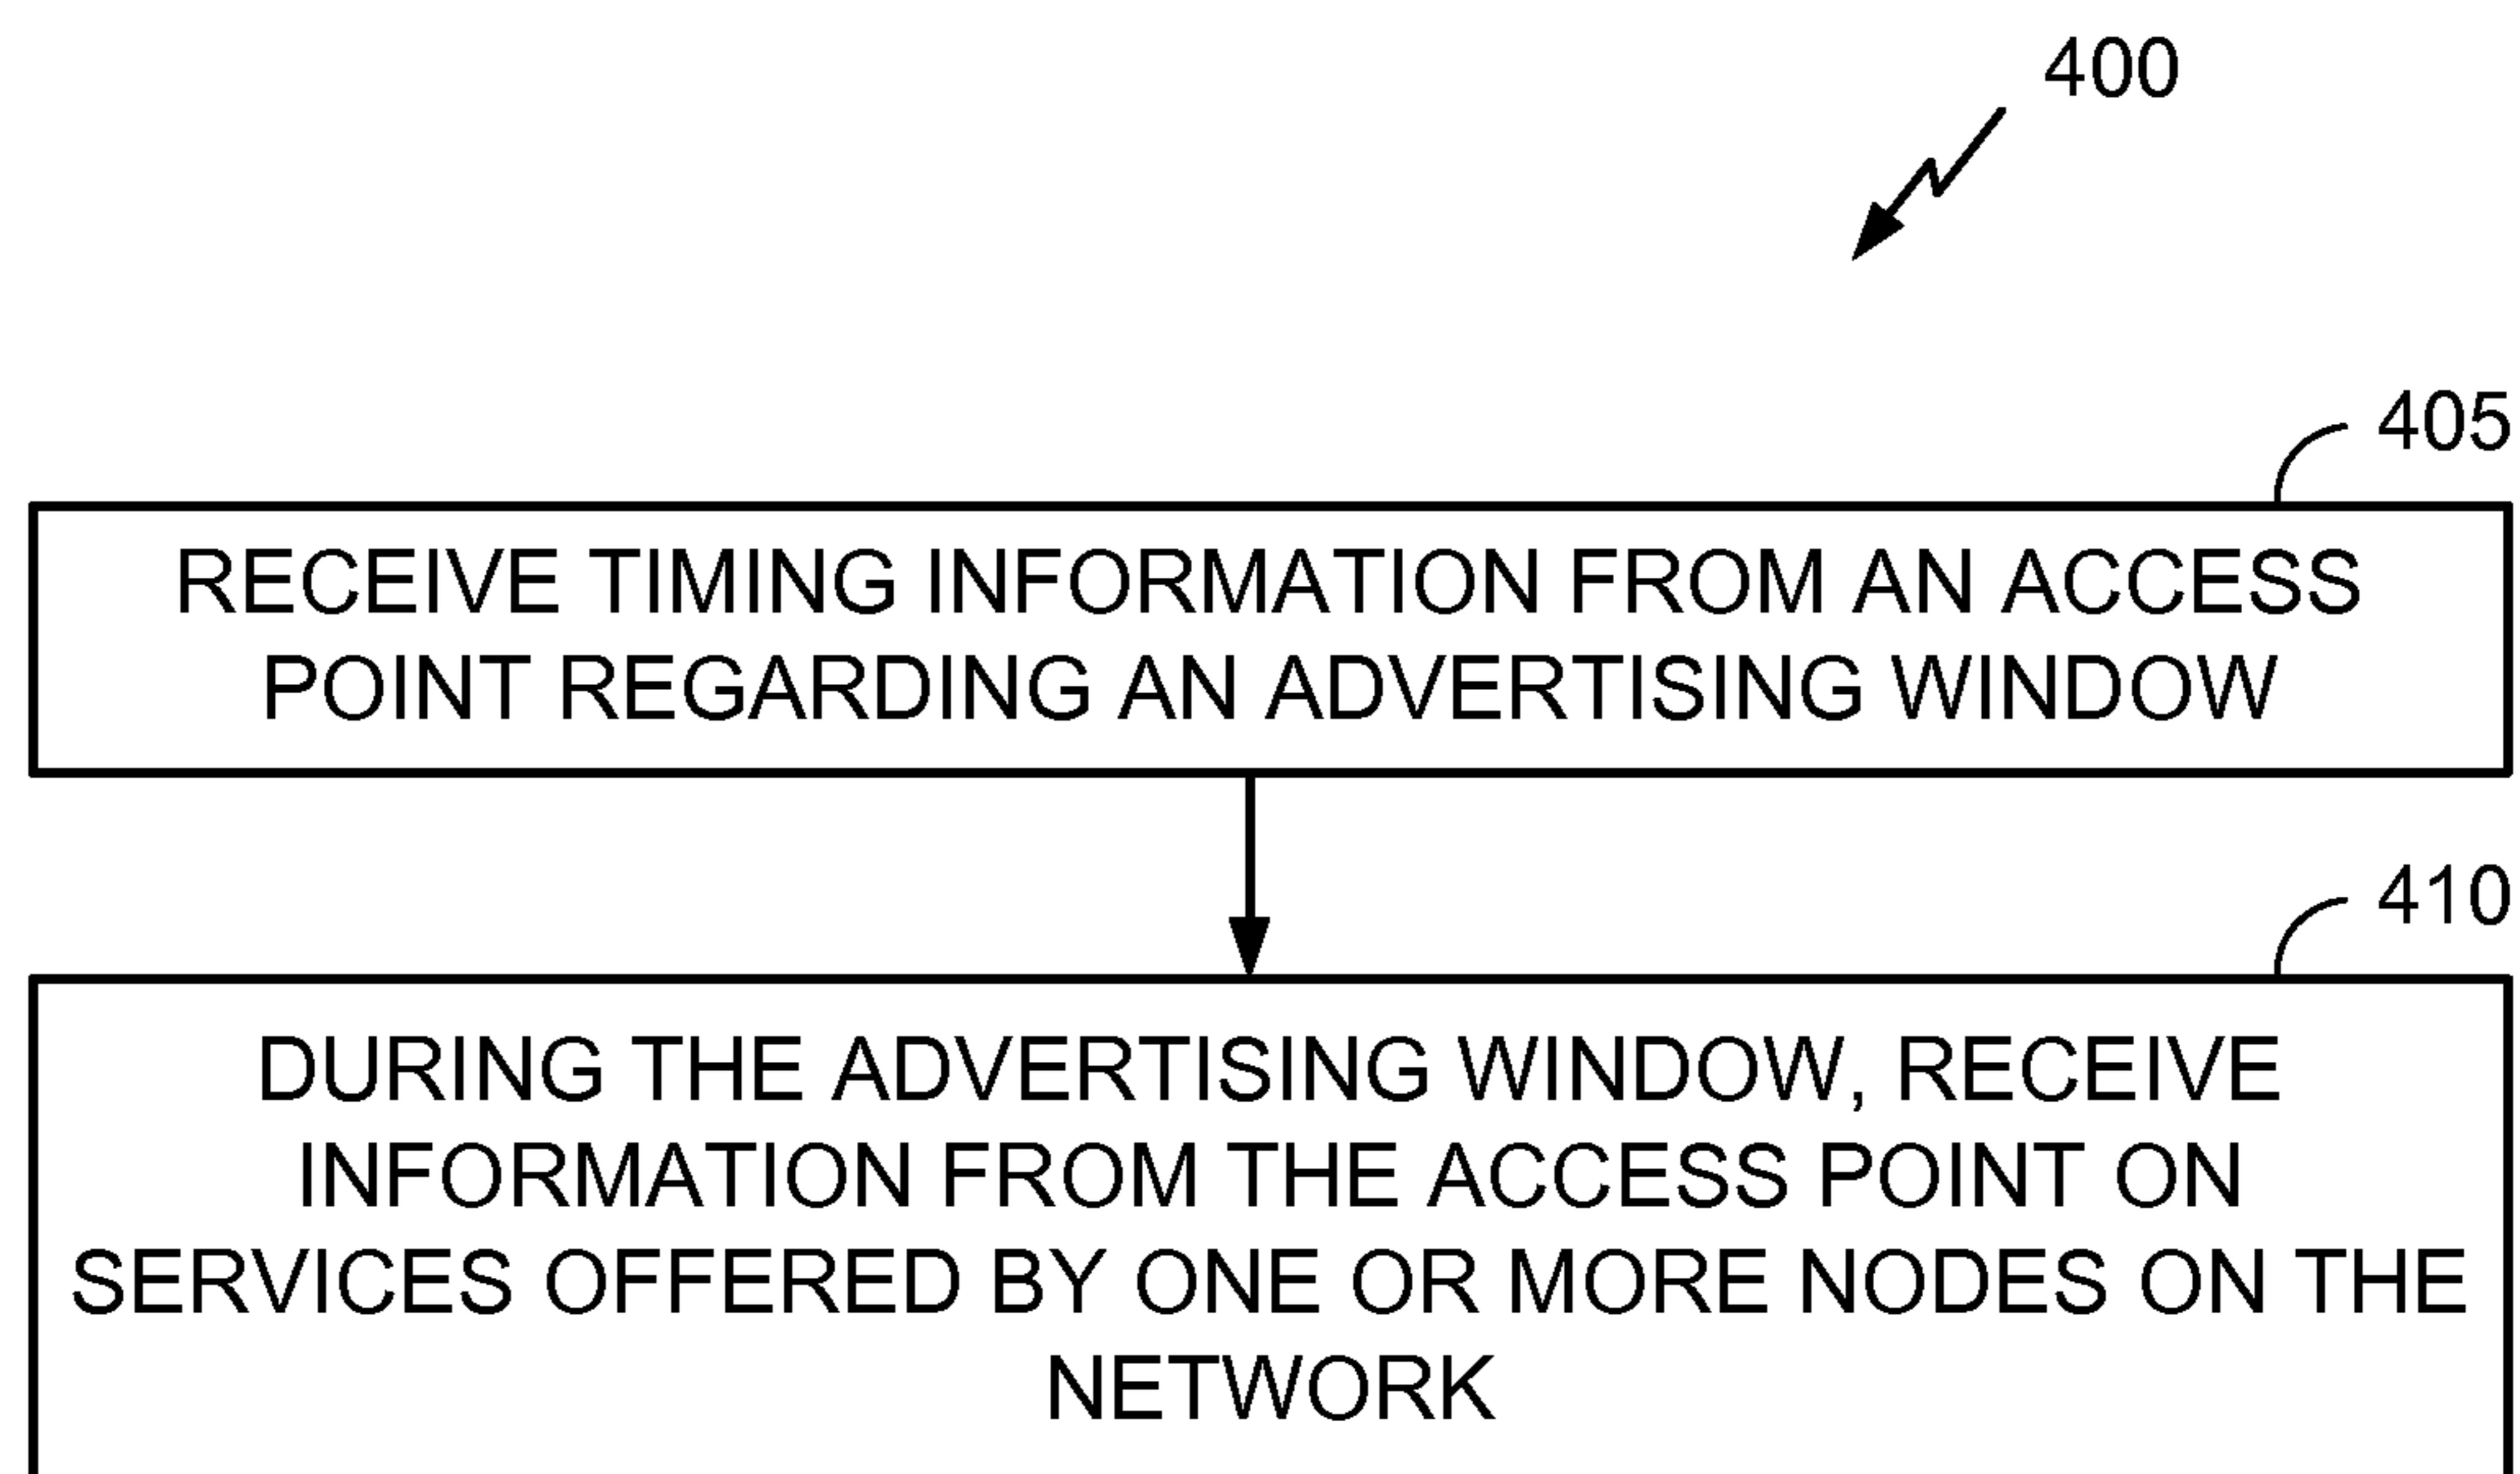 400
405
RECEIVE TIMING INFORMATION FROM AN ACCESS
POINT REGARDING AN ADVERTISING WINDOW
410
DURING THE ADVERTISING WINDOW, RECEIVE
INFORMATION FROM THE ACCESS POINT ON
SERVICES OFFERED BY ONE OR MORE NODES ON THE
NETWORK